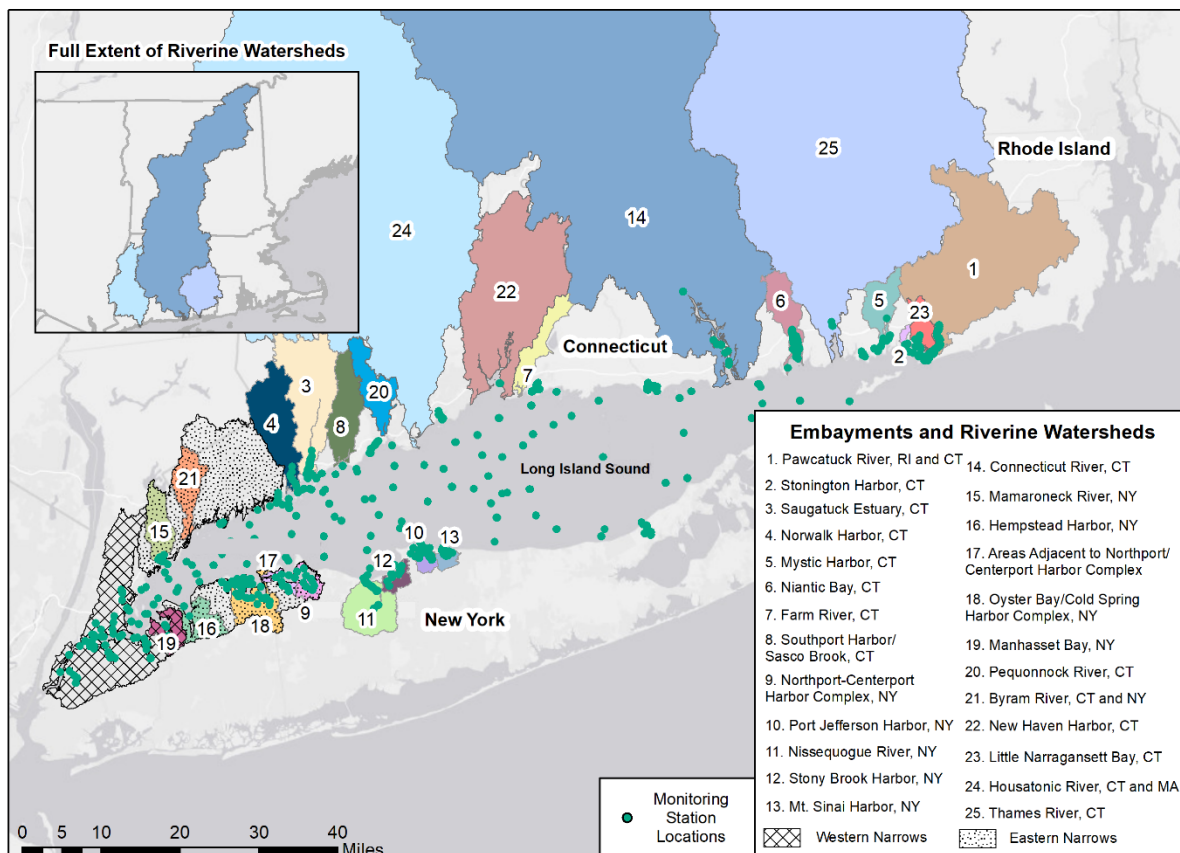 Full Extent of Riverine Watersheds
25
Rhode Island
14
24
1
22
6
5
23
Connecticut
2
7
3
20
8
4
Long Island Sound
21
15
10
13
12
17
9
New York
11
18
16
19
Embayments and Riverine Watersheds
1. Pawcatuck River, RI and CT
2. Stonington Harbor, CT
3. Saugatuck Estuary, CT
4. Norwalk Harbor, CT
5. Mystic Harbor, CT
6. Niantic Bay, CT
7. Farm River, CT
8. Southport Harbor/
Sasco Brook, CT
9. Northport-Centerport
Harbor Complex, NY
10. Port Jefferson Harbor, NY
11. Nissequogue River, NY
12. Stony Brook Harbor, NY
13. Mt. Sinai Harbor, NY
14. Connecticut River, CT
15. Mamaroneck River, NY
16. Hempstead Harbor, NY
17. Areas Adjacent to Northport/
Centerport Harbor Complex
18. Oyster Bay/Cold Spring
Harbor Complex, NY
19. Manhasset Bay, NY
20. Pequonnock River, CT
21. Byram River, CT and NY
22. New Haven Harbor, CT
23. Little Narragansett Bay, CT
24. Housatonic River, CT and MA
25. Thames River, CT
Western Narrows
Eastern Narrows
Monitoring
Station
Locations
0 5 10 20 30 40
Miles